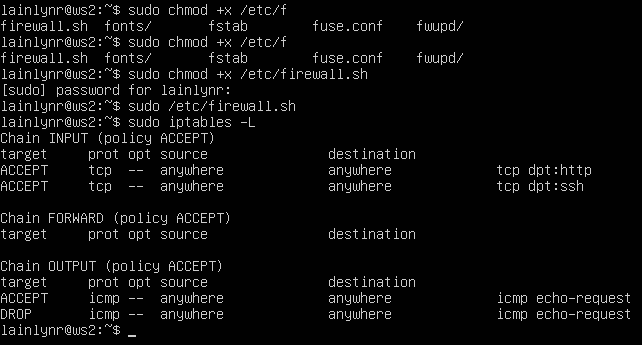 lainlynr@ws2:~$ sudo chmod +x /etc/f
firewall.sh  fonts/       fstab        fuse.conf    fwupd/
lainlynr@ws2:~$ sudo chmod +x /etc/f
firewall.sh  fonts/       fstab        fuse.conf    fwupd/
lainlynr@ws2:~$ sudo chmod +x /etc/firewall.sh
[sudo] password for lainlynr:
lainlynr@ws2:~$ sudo /etc/firewall.sh
lainlynr@ws2:~$ sudo iptables -L
Chain INPUT (policy ACCEPT)
target     prot opt source               destination
ACCEPT     tcp  --  anywhere             anywhere             tcp dpt:http
ACCEPT     tcp  --  anywhere             anywhere             tcp dpt:ssh

Chain FORWARD (policy ACCEPT)
target     prot opt source               destination

Chain OUTPUT (policy ACCEPT)
target     prot opt source               destination
ACCEPT     icmp --  anywhere             anywhere             icmp echo-request
DROP       icmp --  anywhere             anywhere             icmp echo-request
lainlynr@ws2:~$ _